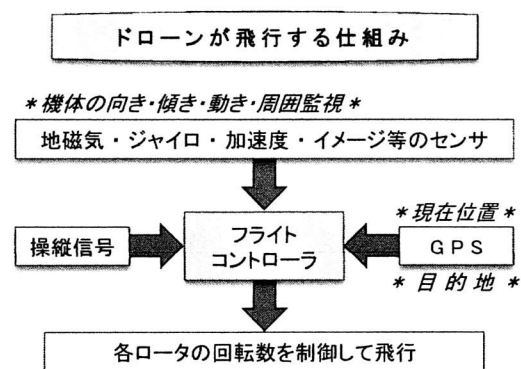 ドローンが飛行する仕組み
*機体の向き・傾き・動き・周囲監視*
地磁気・ジャイロ・加速度・イメージ等のセンサ
操縦信号
フライト
コントローラ
*現在位置*
GPS
*目的地*
各ロータの回転数を制御して飛行